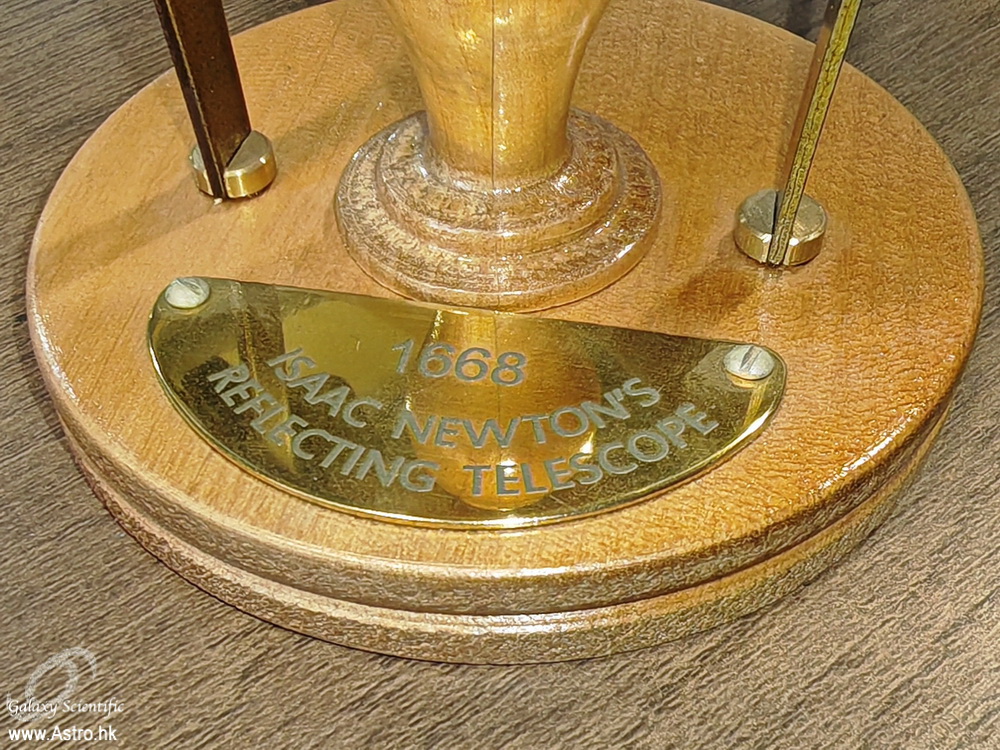 1668
ISAAC NEWTON'S
REFLECTING TELESCOPE
Galaxy Scientific
www.Astro.hk